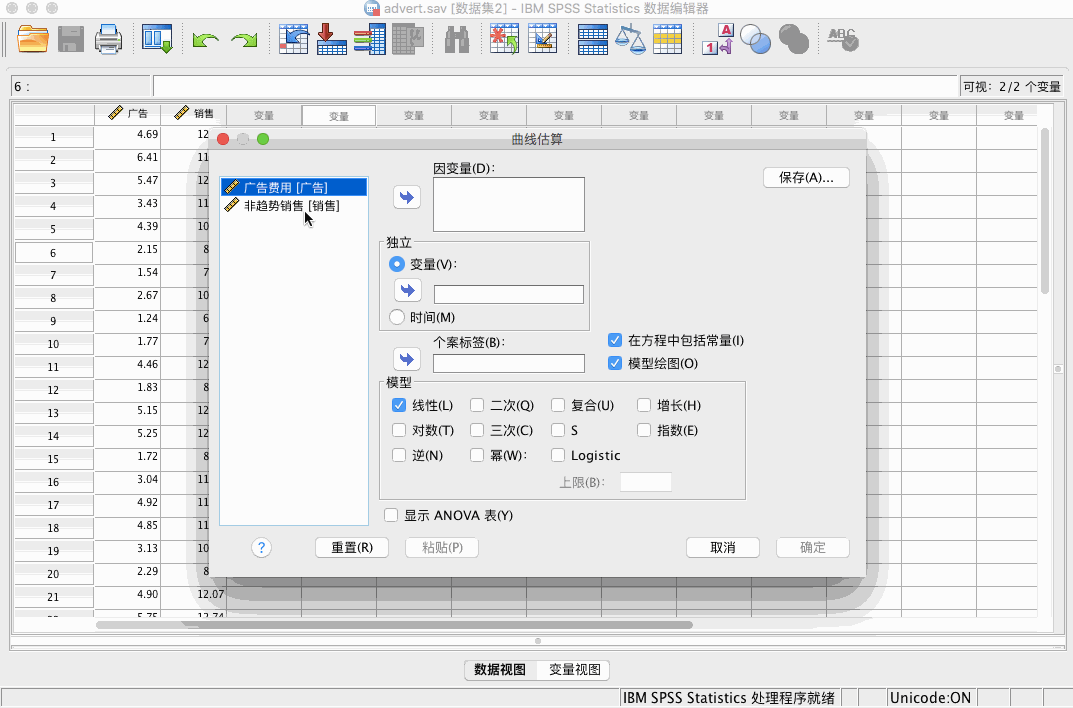 advert.sav [数据集2] - IBM SPSS Statistics 数据编辑器
6 :
可视：2/2 个变量
广告 销售 变量 变量 变量 变量 变量 变量 变量 变量 变量 变量 变量
1 4.69 12
2 6.41 11
3 5.47 12
4 3.43 11
5 4.39 10
6 2.15 8
7 1.54 7
8 2.67 10
9 1.24 6
10 1.77 7
11 4.46 12
12 1.83 8
13 5.15 12
14 5.25 12
15 1.72 8
16 3.04 11
17 4.92 11
18 4.85 11
19 3.13 10
20 2.29 8
21 4.90 12.07
5.75 12.74
曲线估算
广告费用 [广告]
非趋势销售 [销售]
因变量(D)：
保存(A)...
独立
变量(V)：
时间(M)
个案标签(B)：
在方程中包括常量(I)
模型绘图(O)
模型
线性(L) 二次(Q) 复合(U) 增长(H)
对数(T) 三次(C) S 指数(E)
逆(N) 幂(W)： Logistic
上限(B)：
显示 ANOVA 表(Y)
? 重置(R) 粘贴(P) 取消 确定
数据视图 变量视图
IBM SPSS Statistics 处理程序就绪 Unicode:ON
A
1
ABC